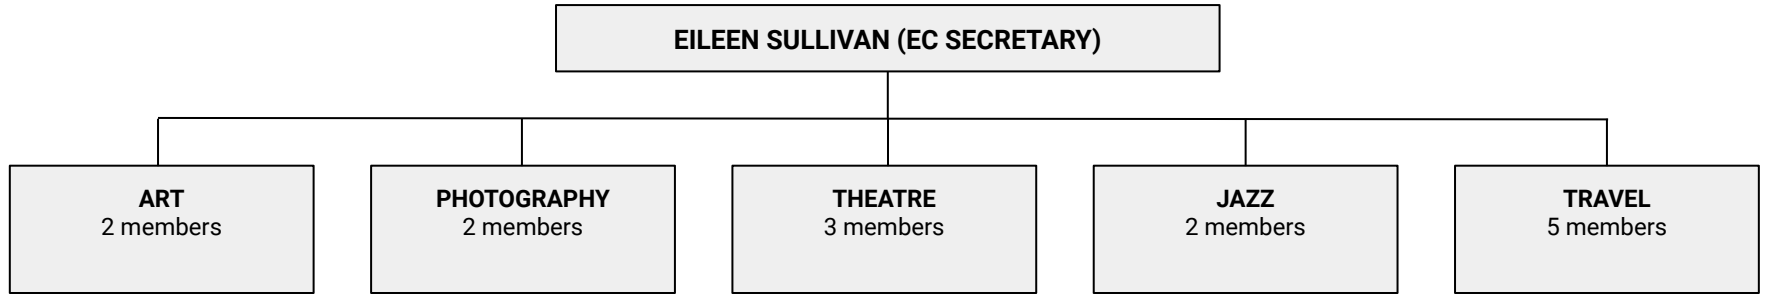 EILEEN SULLIVAN (EC SECRETARY)
ART
2 members
PHOTOGRAPHY
2 members
THEATRE
3 members
JAZZ
2 members
TRAVEL
5 members